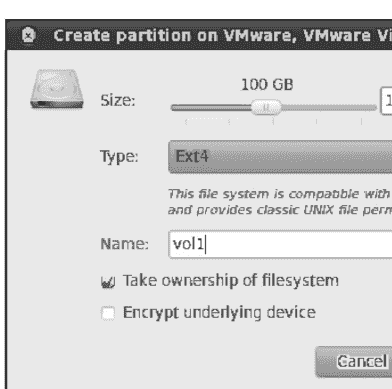 Create partition on VMware, VMware Vi
100 GB
Size:
1
Type: Ext4
This file system is compatible with
and provides classic UNIX file perm
Name: vol1
Take ownership of filesystem
Encrypt underlying device
Cancel